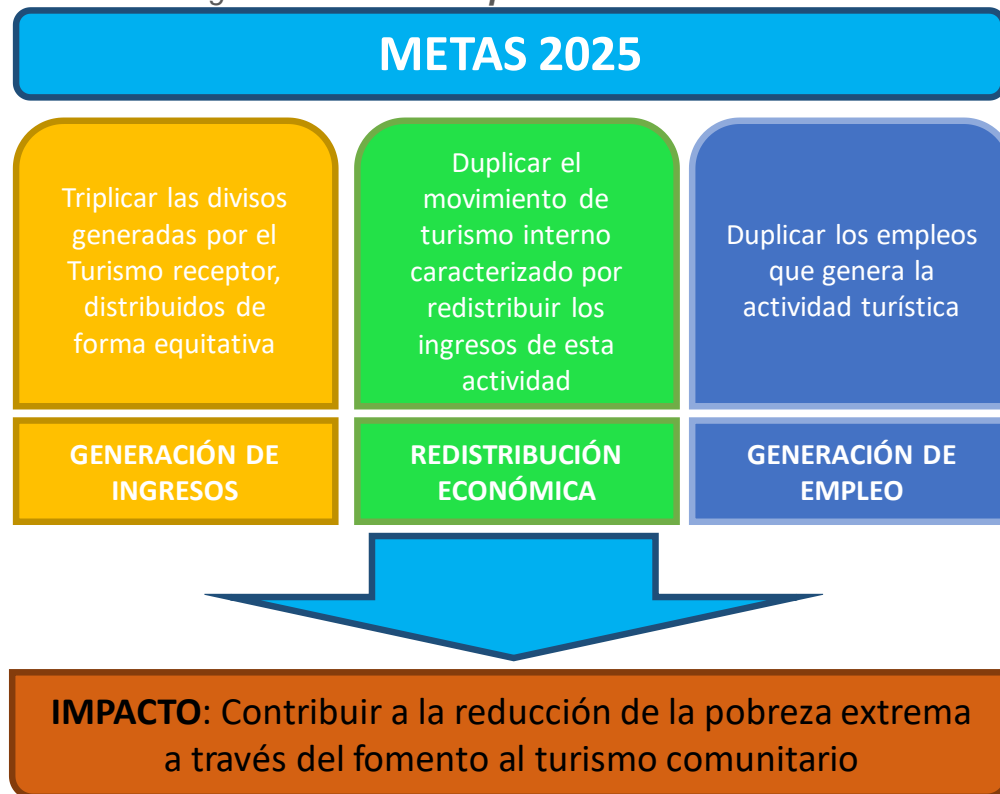 METAS 2025
Triplicar las divisos
generadas por el
Turismo receptor,
distribuidos de
forma equitativa
Duplicar el
movimiento de
turismo interno
caracterizado por
redistribuir los
ingresos de esta
actividad
Duplicar los empleos
que genera la
actividad turística
GENERACIÓN DE
INGRESOS
REDISTRIBUCIÓN
ECONÓMICA
GENERACIÓN DE
EMPLEO
IMPACTO: Contribuir a la reducción de la pobreza extrema
a través del fomento al turismo comunitario